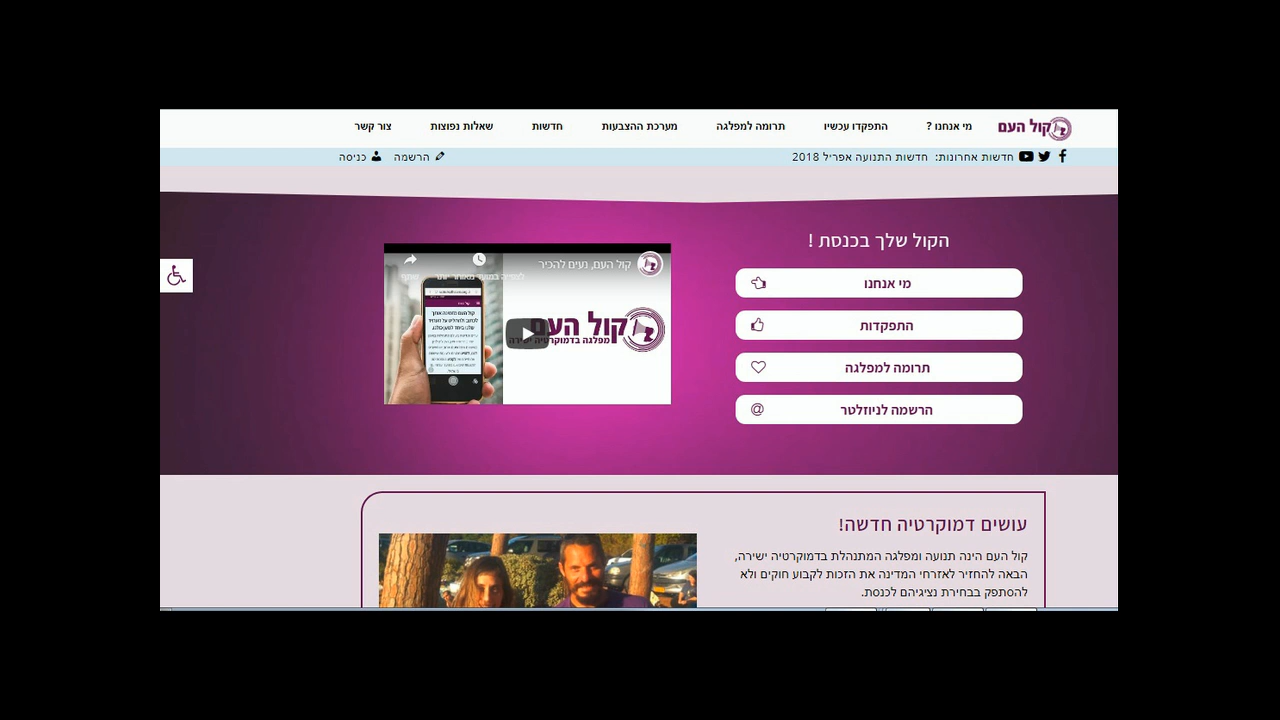 קול העם
מי אנחנו ?
התפקדו עכשיו
תרומה למפלגה
מערכת ההצבעות
חדשות
שאלות נפוצות
צור קשר
חדשות אחרונות: חדשות התנועה אפריל 2018
הרשמה
כניסה
הקול שלך בכנסת !
מי אנחנו
התפקדות
תרומה למפלגה
הרשמה לניוזלטר
קול העם, נעים להכיר
קול העם
מפלגה בדמוקרטיה ישירה
עושים דמוקרטיה חדשה!
קול העם הינה תנועה ומפלגה המתנהלת בדמוקרטיה ישירה,
הבאה להחזיר לאזרחי המדינה את הזכות לקבוע חוקים ולא
להסתפק בבחירת נציגיהם לכנסת.